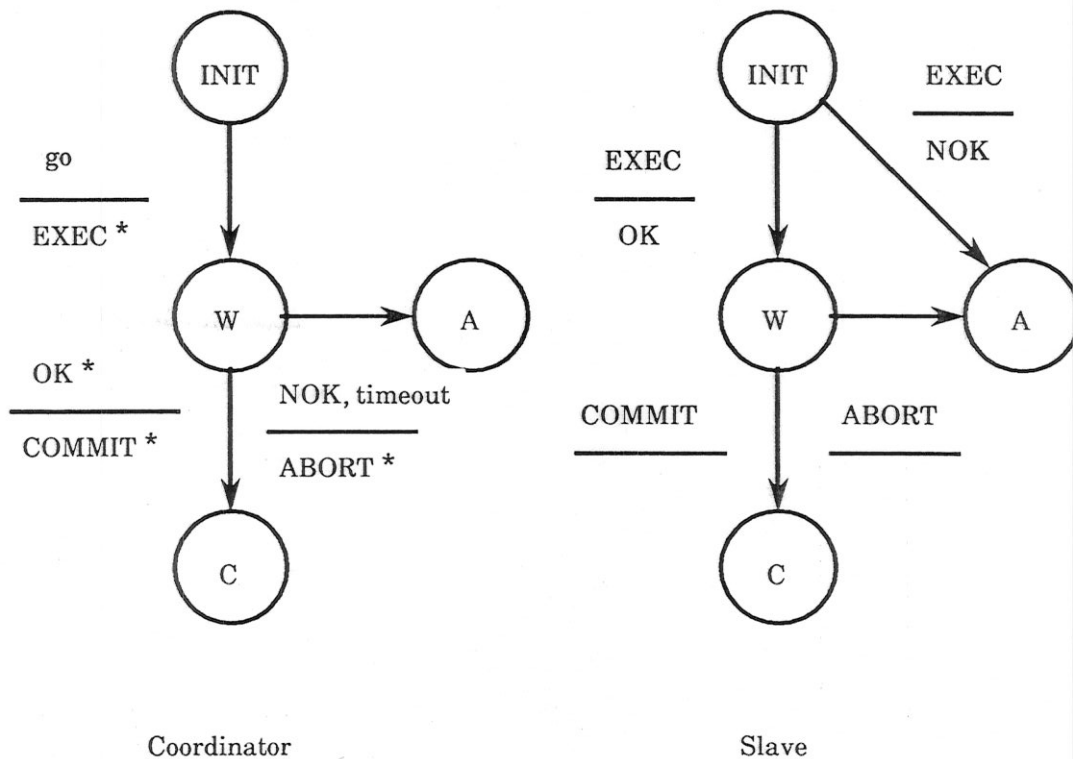 INIT
go
EXEC *
W
A
OK *
COMMIT *
NOK, timeout
ABORT *
C
Coordinator
INIT
EXEC
NOK
EXEC
OK
W
A
COMMIT
ABORT
C
Slave